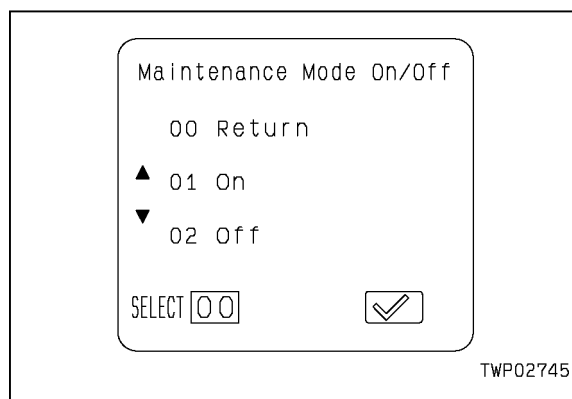 Maintenance Mode On/Off
00 Return
▲ 01 On
▼ 02 Off
SELECT 00
TWP02745